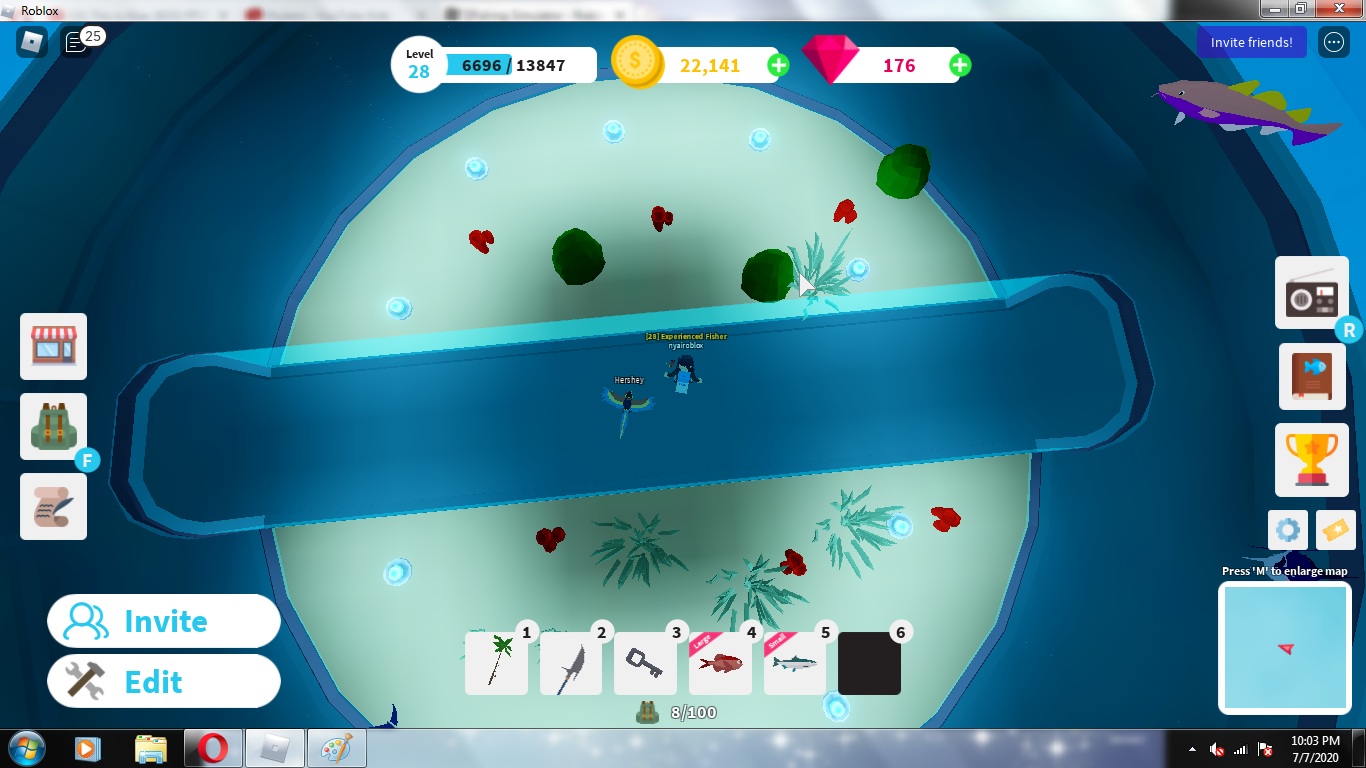 Roblox
25
Level
28
6696 / 13847
22,141
176
Invite friends!
[28] Experienced Fisher
nyairoblox
Hershey
R
F
Press 'M' to enlarge map
Invite
Edit
1
2
3
4
5
6
Large
Small
8/100
10:03 PM
7/7/2020